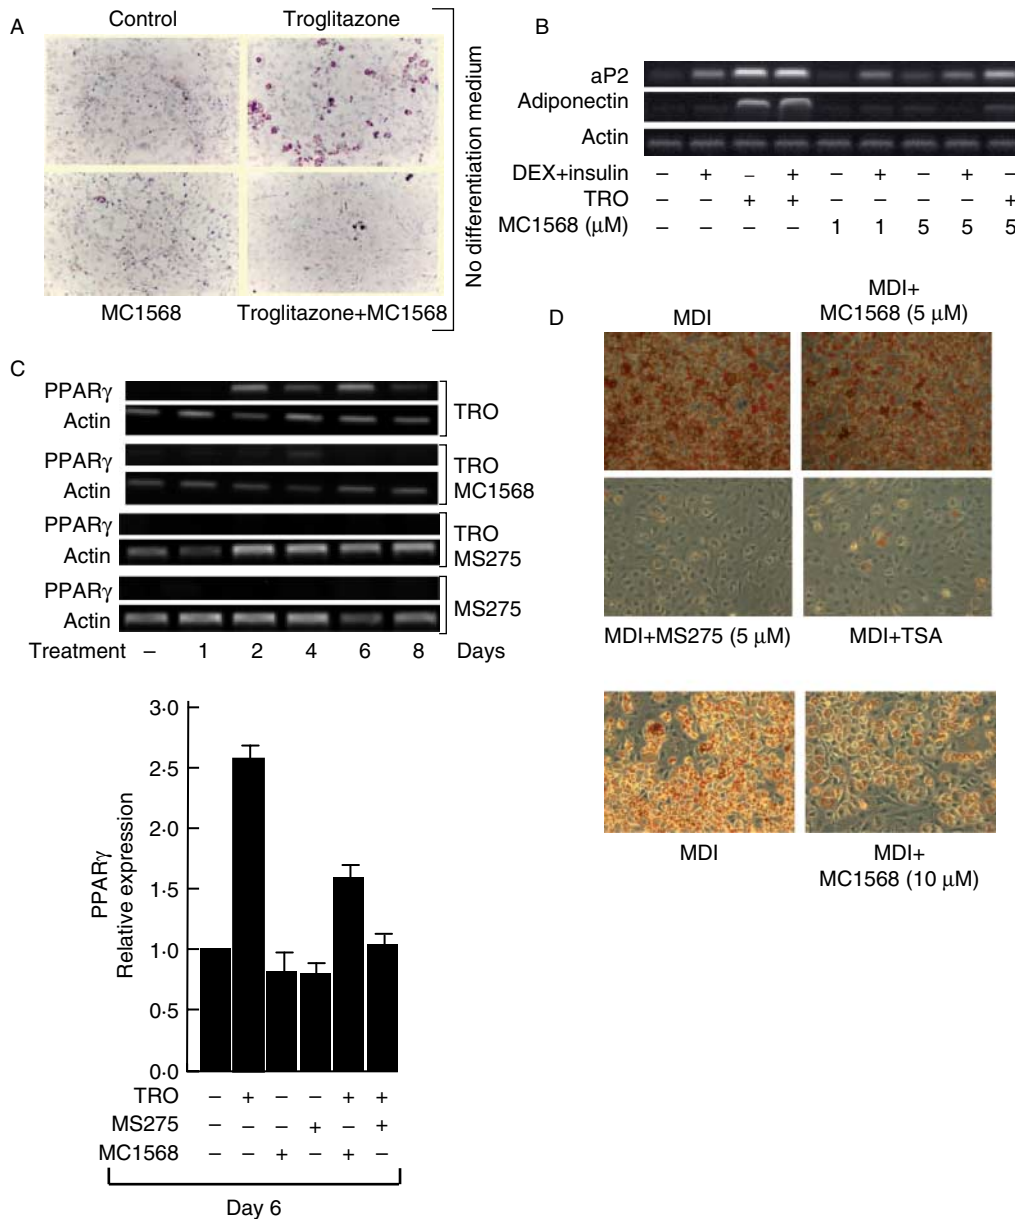 A
Control
Troglitazone
MC1568
Troglitazone+MC1568
No differentiation medium
B
aP2
Adiponectin
Actin
DEX+insulin – + – + – + – + –
TRO – – + + – – – – +
MC1568 (μM) – – – – 1 1 5 5 5
C
PPARγ
Actin
TRO
PPARγ
Actin
TRO
MC1568
PPARγ
Actin
TRO
MS275
PPARγ
Actin
MS275
Treatment – 1 2 4 6 8 Days
PPARγ
Relative expression
3·0
2·5
2·0
1·5
1·0
0·5
0·0
TRO – + – – + +
MS275 – – – + – +
MC1568 – – + – + –
Day 6
D
MDI
MDI+
MC1568 (5 μM)
MDI+MS275 (5 μM)
MDI+TSA
MDI
MDI+
MC1568 (10 μM)